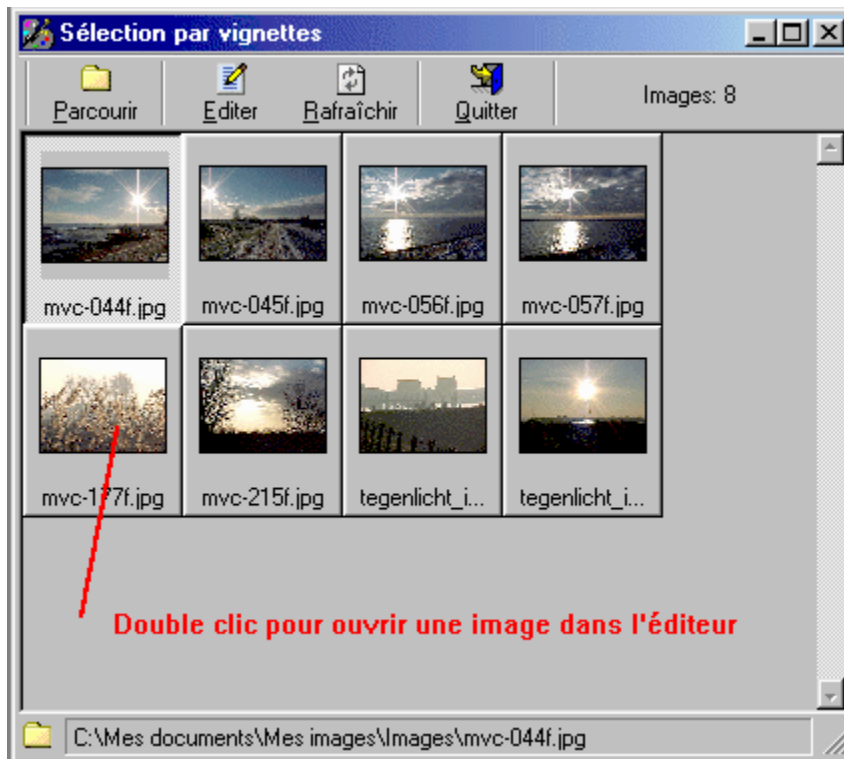 Sélection par vignettes
Parcourir Editer Rafraîchir Quitter Images: 8
mvc-044f.jpg mvc-045f.jpg mvc-056f.jpg mvc-057f.jpg
mvc-177f.jpg mvc-215f.jpg tegenlicht_i... tegenlicht_i...
Double clic pour ouvrir une image dans l'éditeur
C:\Mes documents\Mes images\Images\mvc-044f.jpg